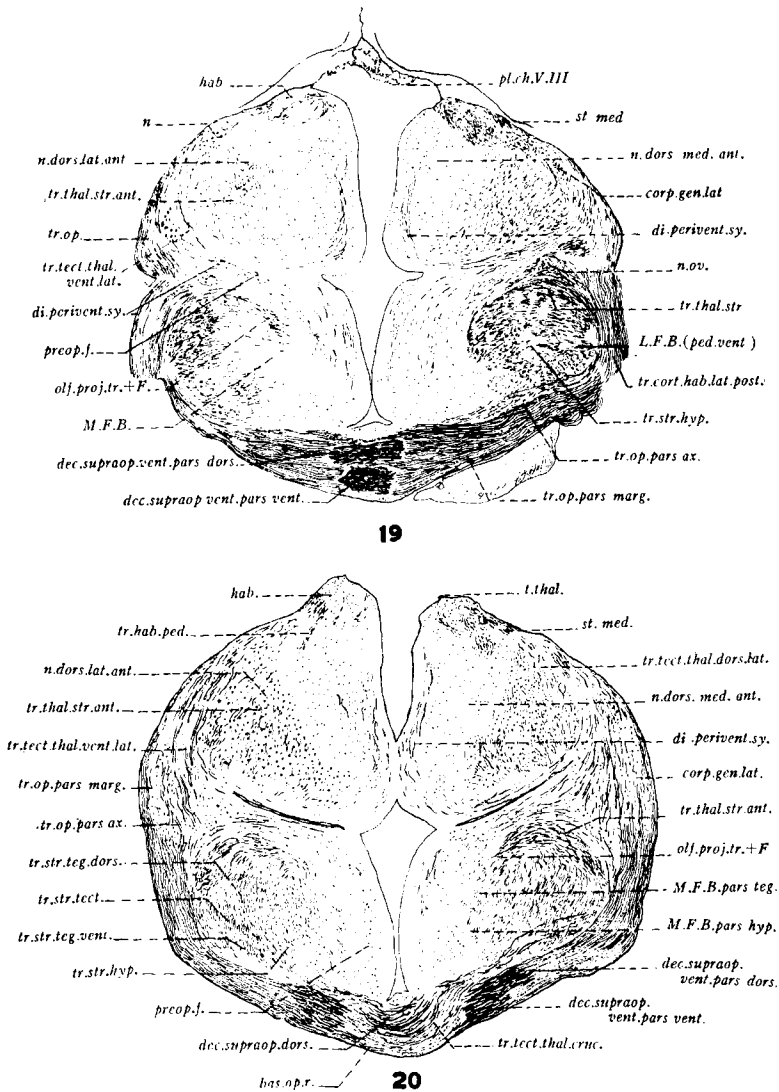 hab
n
n.dors.lat.ant
tr.thal.str.ant.
tr.op.
tr.tect.thal.
vent.lat.
di.perivent.sy.
preop.f.
olf.proj.tr.+F.
M.F.B.
dec.supraop.vent.pars dors.
dec.supraop vent.pars vent.
pl.ch.V.III
st med
n.dors med. ant.
corp.gen.lat
di.perivent.sy.
n.ov.
tr.thal.str
L.F.B.(ped.vent )
tr.cort.hab.lat.post.
tr.str.hyp.
tr.op.pars ax.
tr.op.pars marg.
19
hab.
tr.hab.ped.
n.dors.lat.ant
tr.thal.str.ant.
tr.tect.thal.vent.lat.
tr.op.pars marg.
tr.op.pars ax.
tr.str.teg.dors.
tr.str.tect.
tr.str.teg.vent.
tr.str.hyp.
preop.f.
dec.supraop.dors.
bas.op.r.
t.thal.
st. med.
tr.tect.thal.dors.lat.
n.dors. med. ant.
di .perivent.sy.
corp.gen.lat.
tr.thal.str.ant.
olf.proj.tr.+F
M.F.B.pars teg.
M.F.B.pars hyp.
dec.supraop.
vent.pars dors.
dec.supraop.
vent.pars vent.
tr.tect.thal.cruc.
20